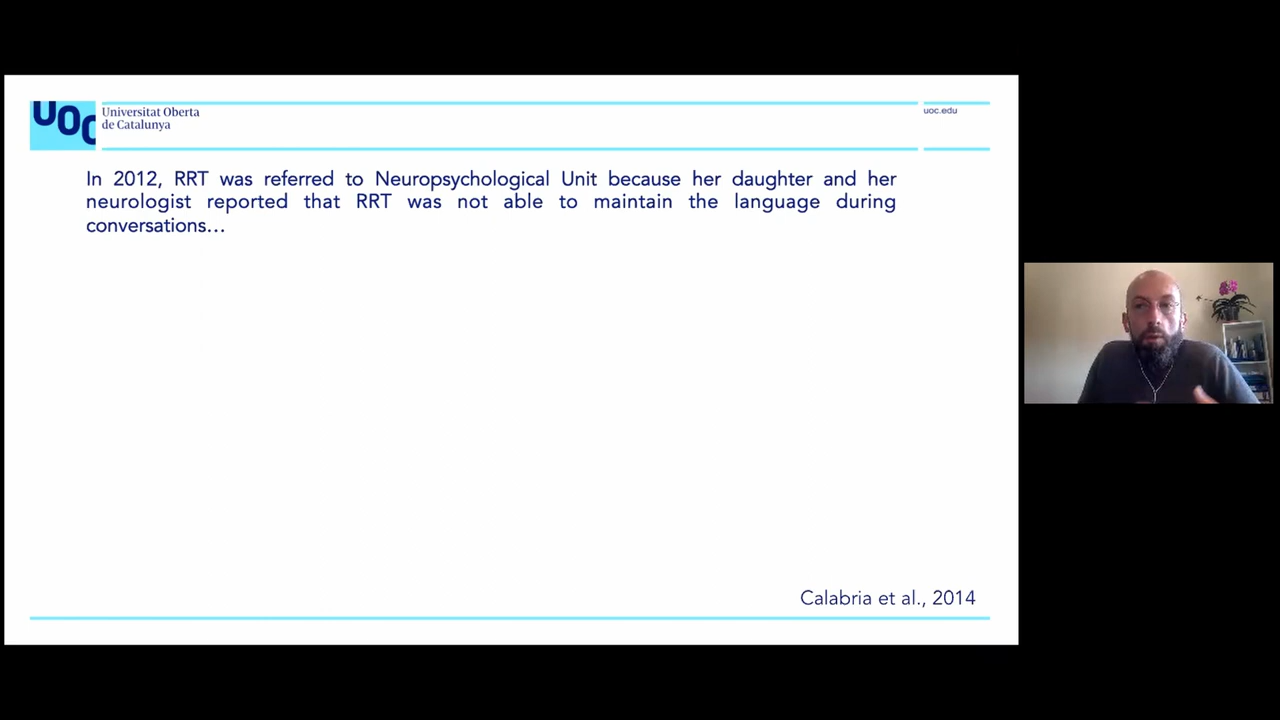 UOC
Universitat Oberta
de Catalunya
uoc.edu
In 2012, RRT was referred to Neuropsychological Unit because her daughter and her
neurologist reported that RRT was not able to maintain the language during
conversations…
Calabria et al., 2014